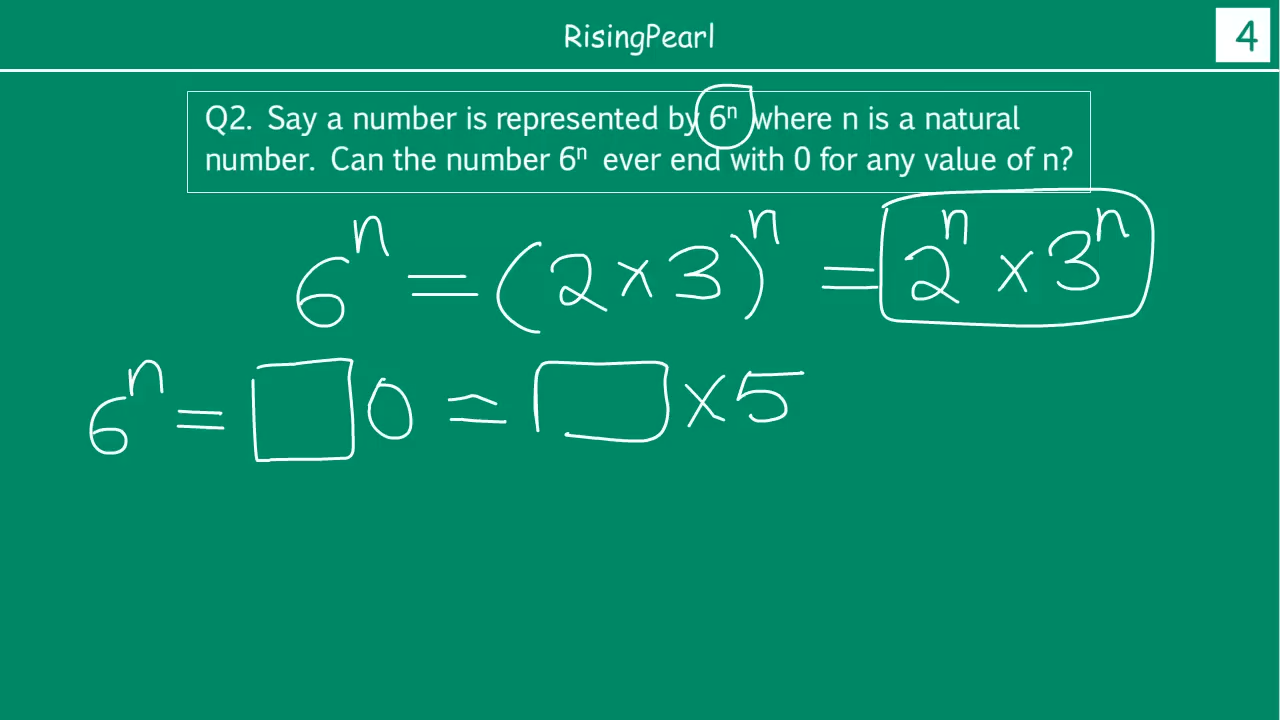 RisingPearl
4
Q2. Say a number is represented by 6ⁿ where n is a natural
number. Can the number 6ⁿ ever end with 0 for any value of n?
6ⁿ = (2 × 3)ⁿ = 2ⁿ × 3ⁿ
6ⁿ = □ 0 = □ × 5